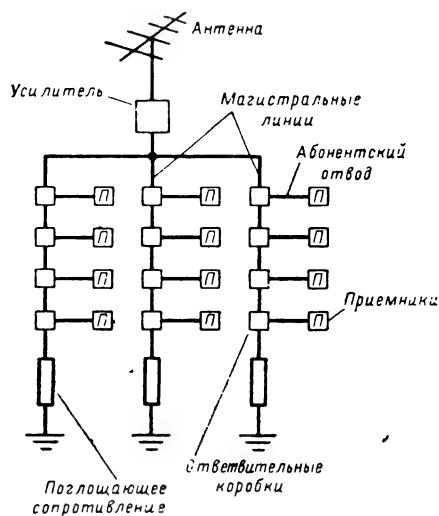 Антенна
Усилитель
Магистральные
линии
Абонентский
отвод
П П П
П П П
П П П
П П П
Приемники
Ответвительные
коробки
Поглощающее
сопротивление